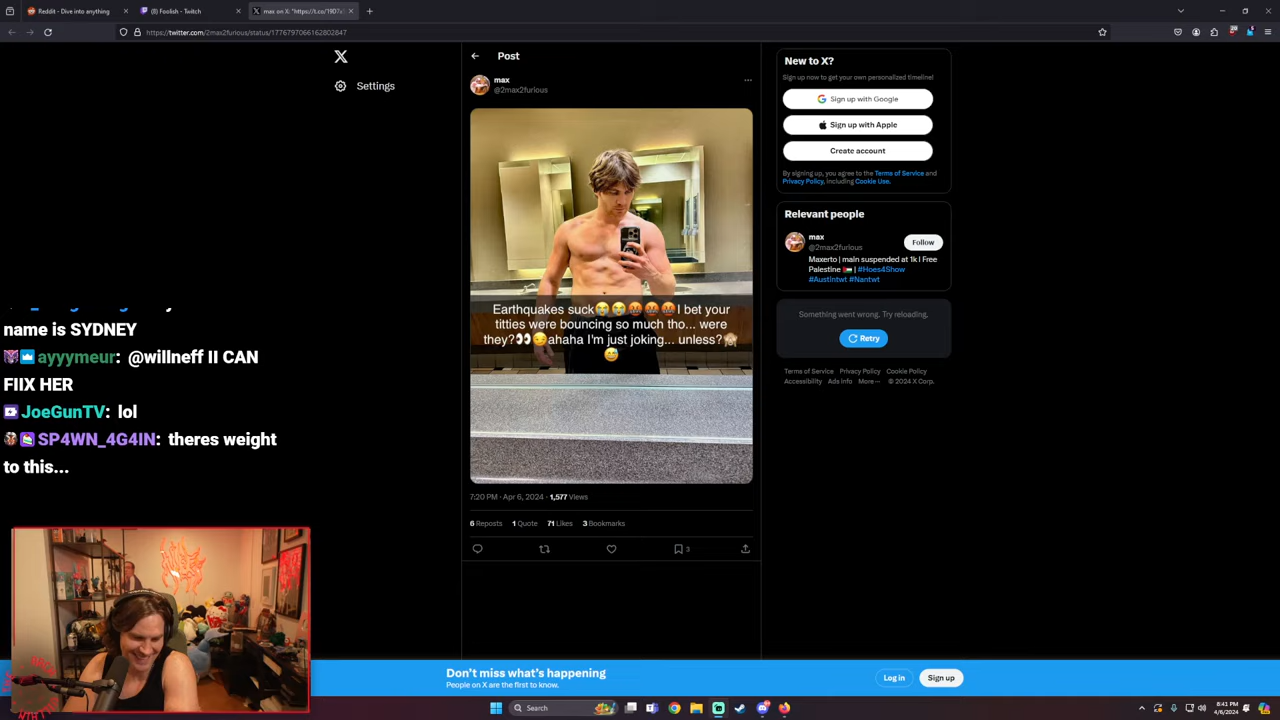 Reddit - Dive into anything
(8) Foolish - Twitch
max on X: "https://t.co/
https://twitter.com/2max2furious/status/1776797066162802847
Settings
Post
max
@2max2furious
Earthquakes suck😭😭🤬🤬🤬I bet your
titties were bouncing so much tho... were
they?👀😏ahaha I'm just joking... unless?🙈
😅
7:20 PM · Apr 6, 2024 · 1,577 Views
6 Reposts 1 Quote 71 Likes 3 Bookmarks
3
New to X?
Sign up now to get your own personalized timeline!
Sign up with Google
Sign up with Apple
Create account
By signing up, you agree to the Terms of Service and
Privacy Policy, including Cookie Use.
Relevant people
max
@2max2furious
Follow
Maxerto | main suspended at 1k l Free
Palestine 🇵🇸 | #Hoes4Show
#Austintwt #Nantwt
Something went wrong. Try reloading.
Retry
Terms of Service Privacy Policy Cookie Policy
Accessibility Ads Info More ··· © 2024 X Corp.
name is SYDNEY
ayyymeur: @willneff II CAN
FIIX HER
JoeGunTV: lol
SP4WN_4G4IN: theres weight
to this...
Don't miss what's happening
People on X are the first to know.
Log in
Sign up
Search
8:41 PM
4/6/2024